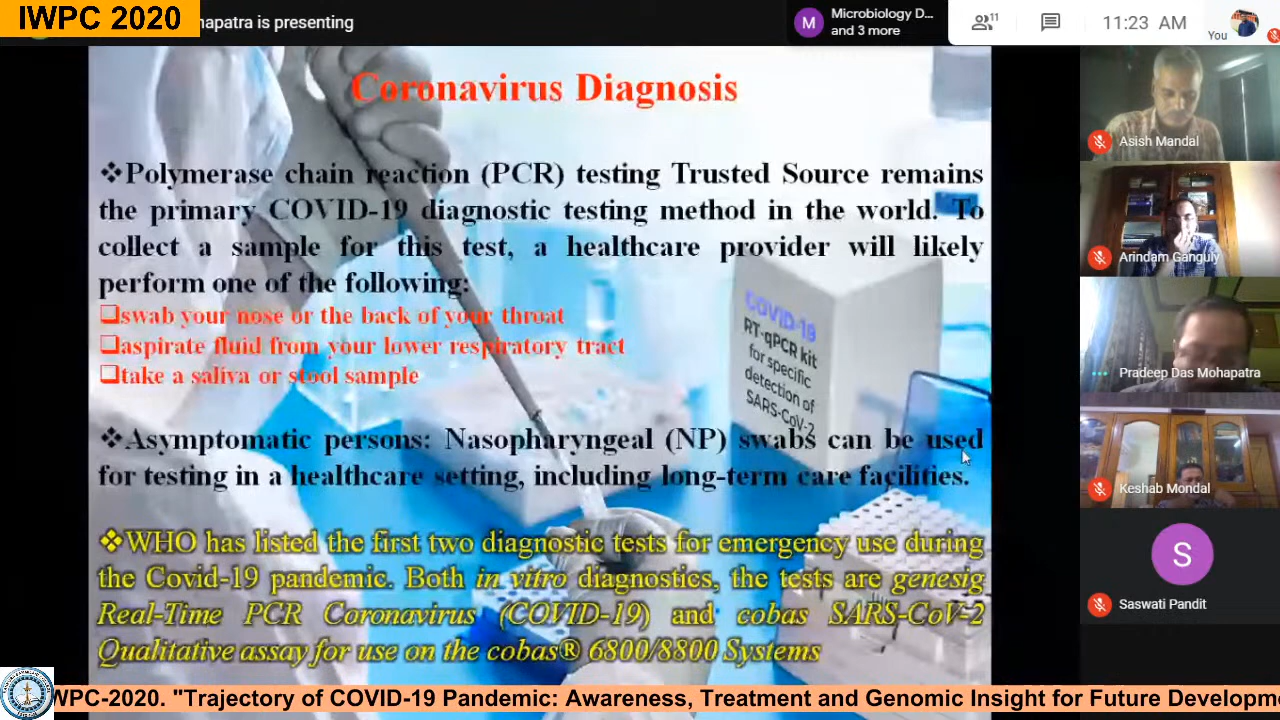 IWPC 2020
napatra is presenting
M
Microbiology D...
and 3 more
11
11:23 AM
You
Coronavirus Diagnosis
❖Polymerase chain reaction (PCR) testing Trusted Source remains
the primary COVID-19 diagnostic testing method in the world. To
collect a sample for this test, a healthcare provider will likely
perform one of the following:
❑swab your nose or the back of your throat
❑aspirate fluid from your lower respiratory tract
❑take a saliva or stool sample
❖Asymptomatic persons: Nasopharyngeal (NP) swabs can be used
for testing in a healthcare setting, including long-term care facilities.
❖WHO has listed the first two diagnostic tests for emergency use during
the Covid-19 pandemic. Both in vitro diagnostics, the tests are genesig
Real-Time PCR Coronavirus (COVID-19) and cobas SARS-CoV-2
Qualitative assay for use on the cobas® 6800/8800 Systems
COVID-19
RT-qPCR kit
for specific
detection of
SARS-CoV-2
Asish Mandal
Arindam Ganguly
Pradeep Das Mohapatra
Keshab Mondal
S
Saswati Pandit
WPC-2020. "Trajectory of COVID-19 Pandemic: Awareness, Treatment and Genomic Insight for Future Developm